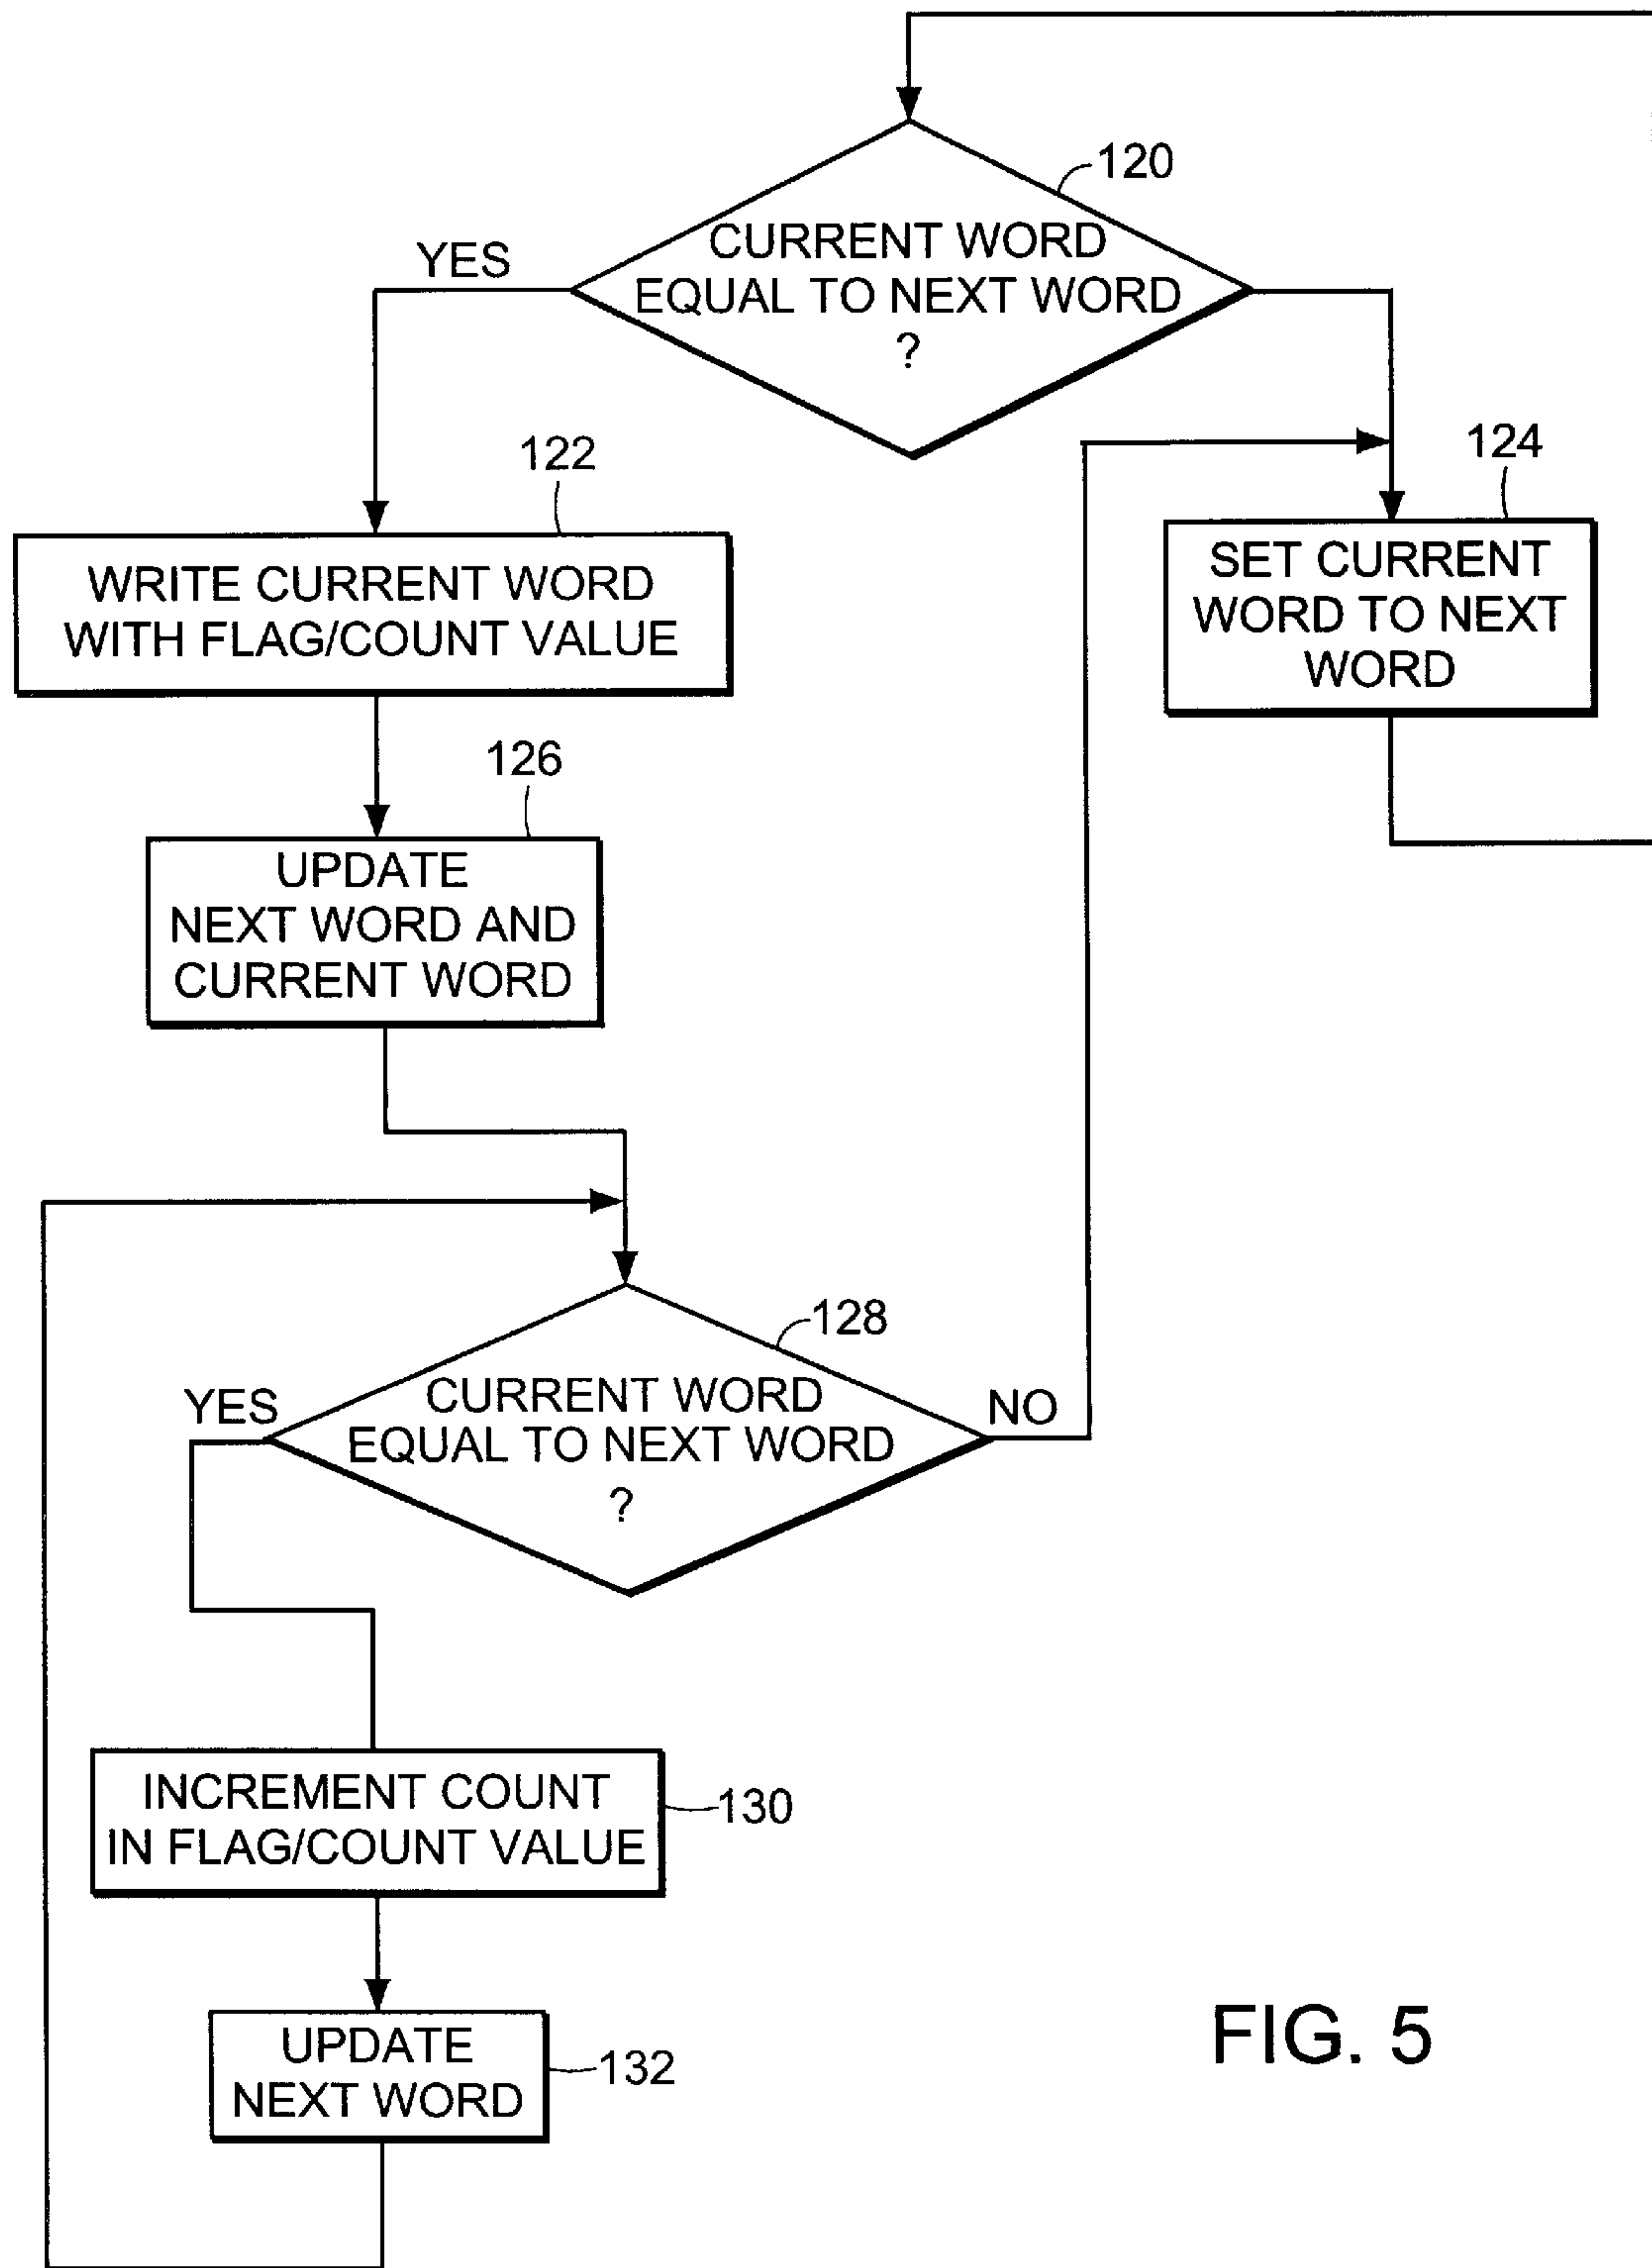 120
CURRENT WORD
EQUAL TO NEXT WORD
?
YES
122
WRITE CURRENT WORD
WITH FLAG/COUNT VALUE
124
SET CURRENT
WORD TO NEXT
WORD
126
UPDATE
NEXT WORD AND
CURRENT WORD
128
CURRENT WORD
EQUAL TO NEXT WORD
?
YES
NO
INCREMENT COUNT
IN FLAG/COUNT VALUE
130
UPDATE
NEXT WORD
132
FIG. 5